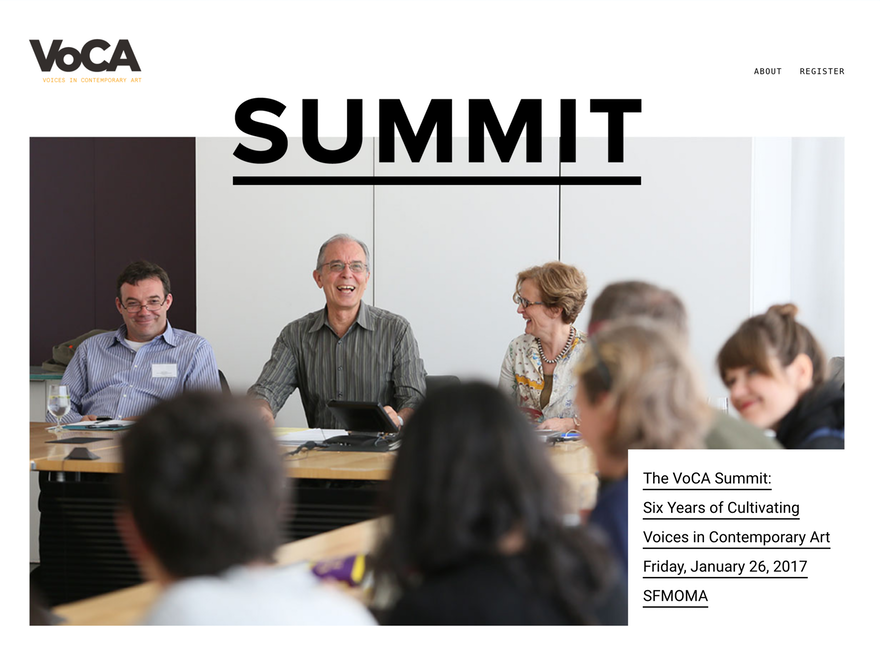 VoCA
VOICES IN CONTEMPORARY ART
ABOUT REGISTER
SUMMIT
The VoCA Summit:
Six Years of Cultivating
Voices in Contemporary Art
Friday, January 26, 2017
SFMOMA